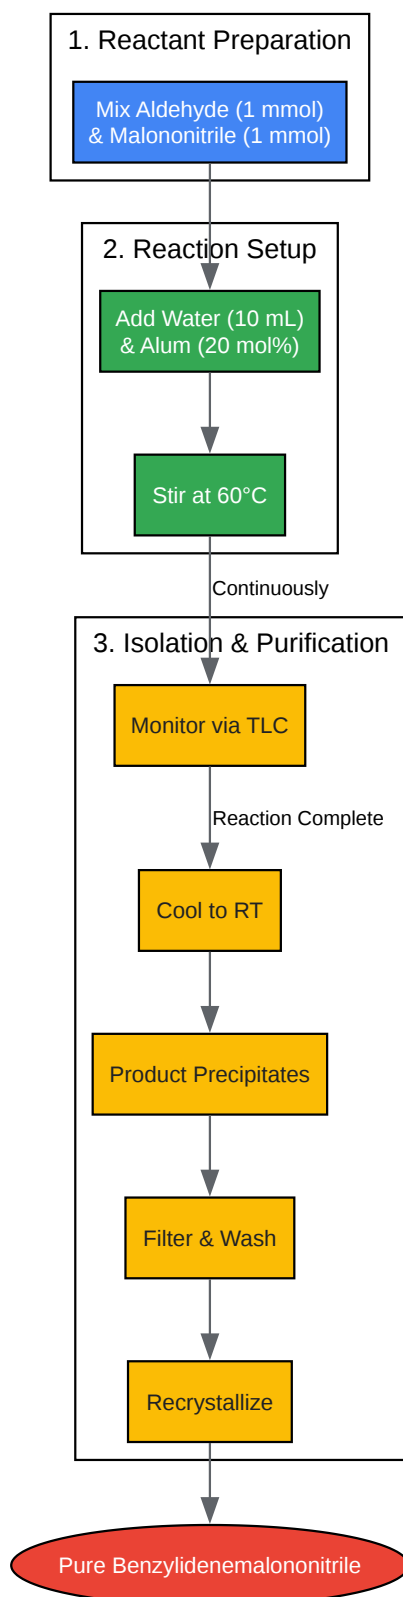 1. Reactant Preparation
Mix Aldehyde (1 mmol)
& Malononitrile (1 mmol)
2. Reaction Setup
Add Water (10 mL)
& Alum (20 mol%)
Stir at 60°C
Continuously
3. Isolation & Purification
Monitor via TLC
Reaction Complete
Cool to RT
Product Precipitates
Filter & Wash
Recrystallize
Pure Benzylidenemalononitrile